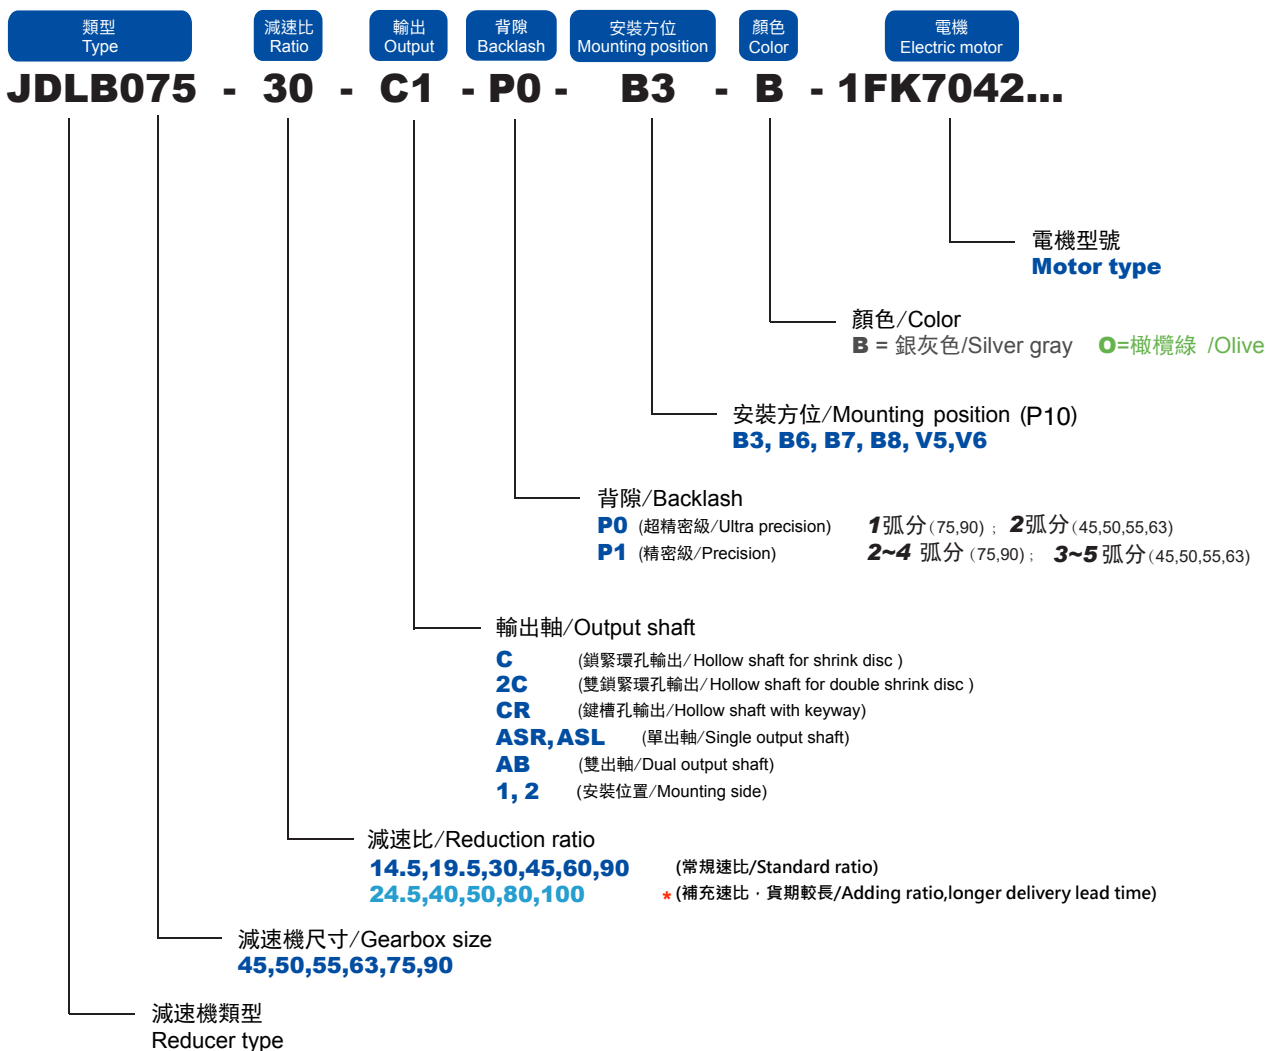 類型 減速比 輸出 背隙 安裝方位 顏色 電機
Type Ratio Output Backlash Mounting position Color Electric motor
JDLB075 - 30 - C1 - P0 - B3 - B - 1FK7042...
電機型號
Motor type
顏色/Color
B = 銀灰色/Silver gray O=橄欖綠 /Olive
安裝方位/Mounting position (P10)
B3, B6, B7, B8, V5,V6
背隙/Backlash
P0 (超精密級/Ultra precision) 1弧分(75,90) ; 2弧分(45,50,55,63)
P1 (精密級/Precision) 2~4 弧分(75,90) ; 3~5弧分(45,50,55,63)
輸出軸/Output shaft
C (鎖緊環孔輸出/Hollow shaft for shrink disc )
2C (雙鎖緊環孔輸出/Hollow shaft for double shrink disc )
CR (鍵槽孔輸出/Hollow shaft with keyway)
ASR, ASL (單出軸/Single output shaft)
AB (雙出軸/Dual output shaft)
1, 2 (安裝位置/Mounting side)
減速比/Reduction ratio
14.5,19.5,30,45,60,90 (常規速比/Standard ratio)
24.5,40,50,80,100 *(補充速比，貨期較長/Adding ratio,longer delivery lead time)
減速機尺寸/Gearbox size
45,50,55,63,75,90
減速機類型
Reducer type